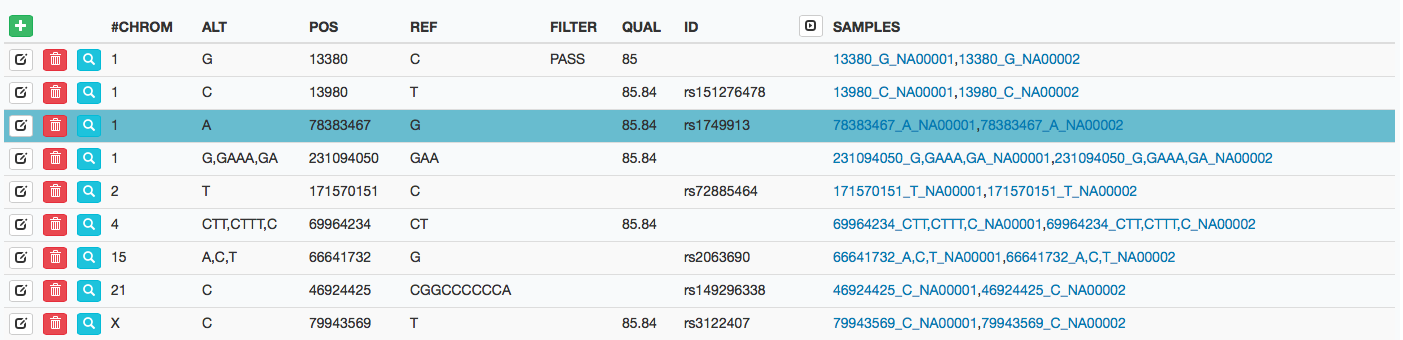 #CHROM ALT POS REF FILTER QUAL ID SAMPLES
1 G 13380 C PASS 85 13380_G_NA00001,13380_G_NA00002
1 C 13980 T 85.84 rs151276478 13980_C_NA00001,13980_C_NA00002
1 A 78383467 G 85.84 rs1749913 78383467_A_NA00001,78383467_A_NA00002
1 G,GAAA,GA 231094050 GAA 85.84 231094050_G,GAAA,GA_NA00001,231094050_G,GAAA,GA_NA00002
2 T 171570151 C rs72885464 171570151_T_NA00001,171570151_T_NA00002
4 CTT,CTTT,C 69964234 CT 85.84 69964234_CTT,CTTT,C_NA00001,69964234_CTT,CTTT,C_NA00002
15 A,C,T 66641732 G rs2063690 66641732_A,C,T_NA00001,66641732_A,C,T_NA00002
21 C 46924425 CGGCCCCCCA rs149296338 46924425_C_NA00001,46924425_C_NA00002
X C 79943569 T 85.84 rs3122407 79943569_C_NA00001,79943569_C_NA00002